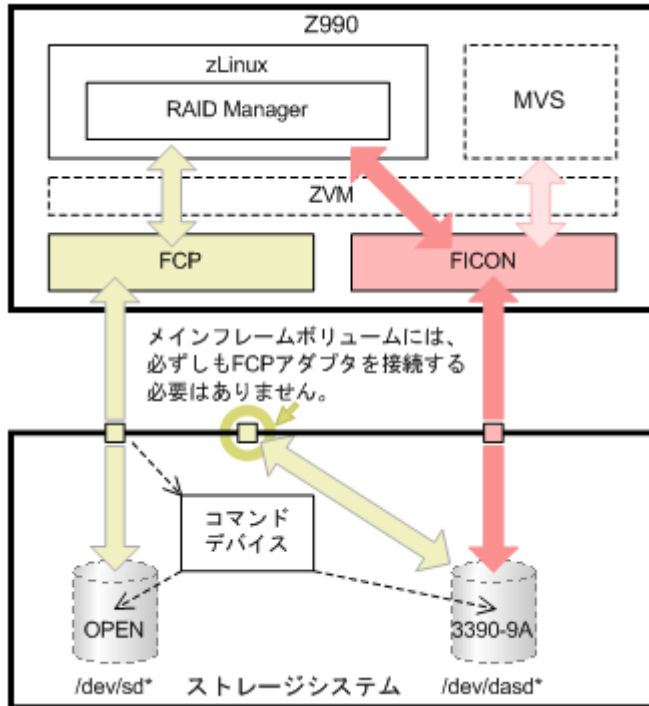 Z990
zLinux
RAID Manager
MVS
ZVM
FCP
FICON
メインフレームボリュームには、
必ずしもFCPアダプタを接続する
必要はありません。
コマンド
デバイス
OPEN
3390-9A
/dev/sd*
ストレージシステム
/dev/dasd*